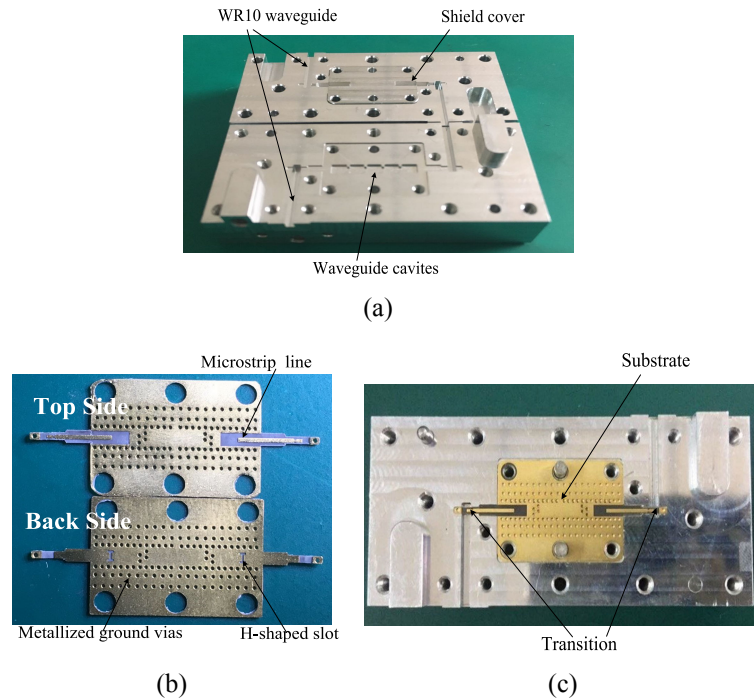 WR10 waveguide
Shield cover
Waveguide cavites
(a)
Microstrip line
Top Side
Back Side
Metallized ground vias
H-shaped slot
(b)
Substrate
Transition
(c)